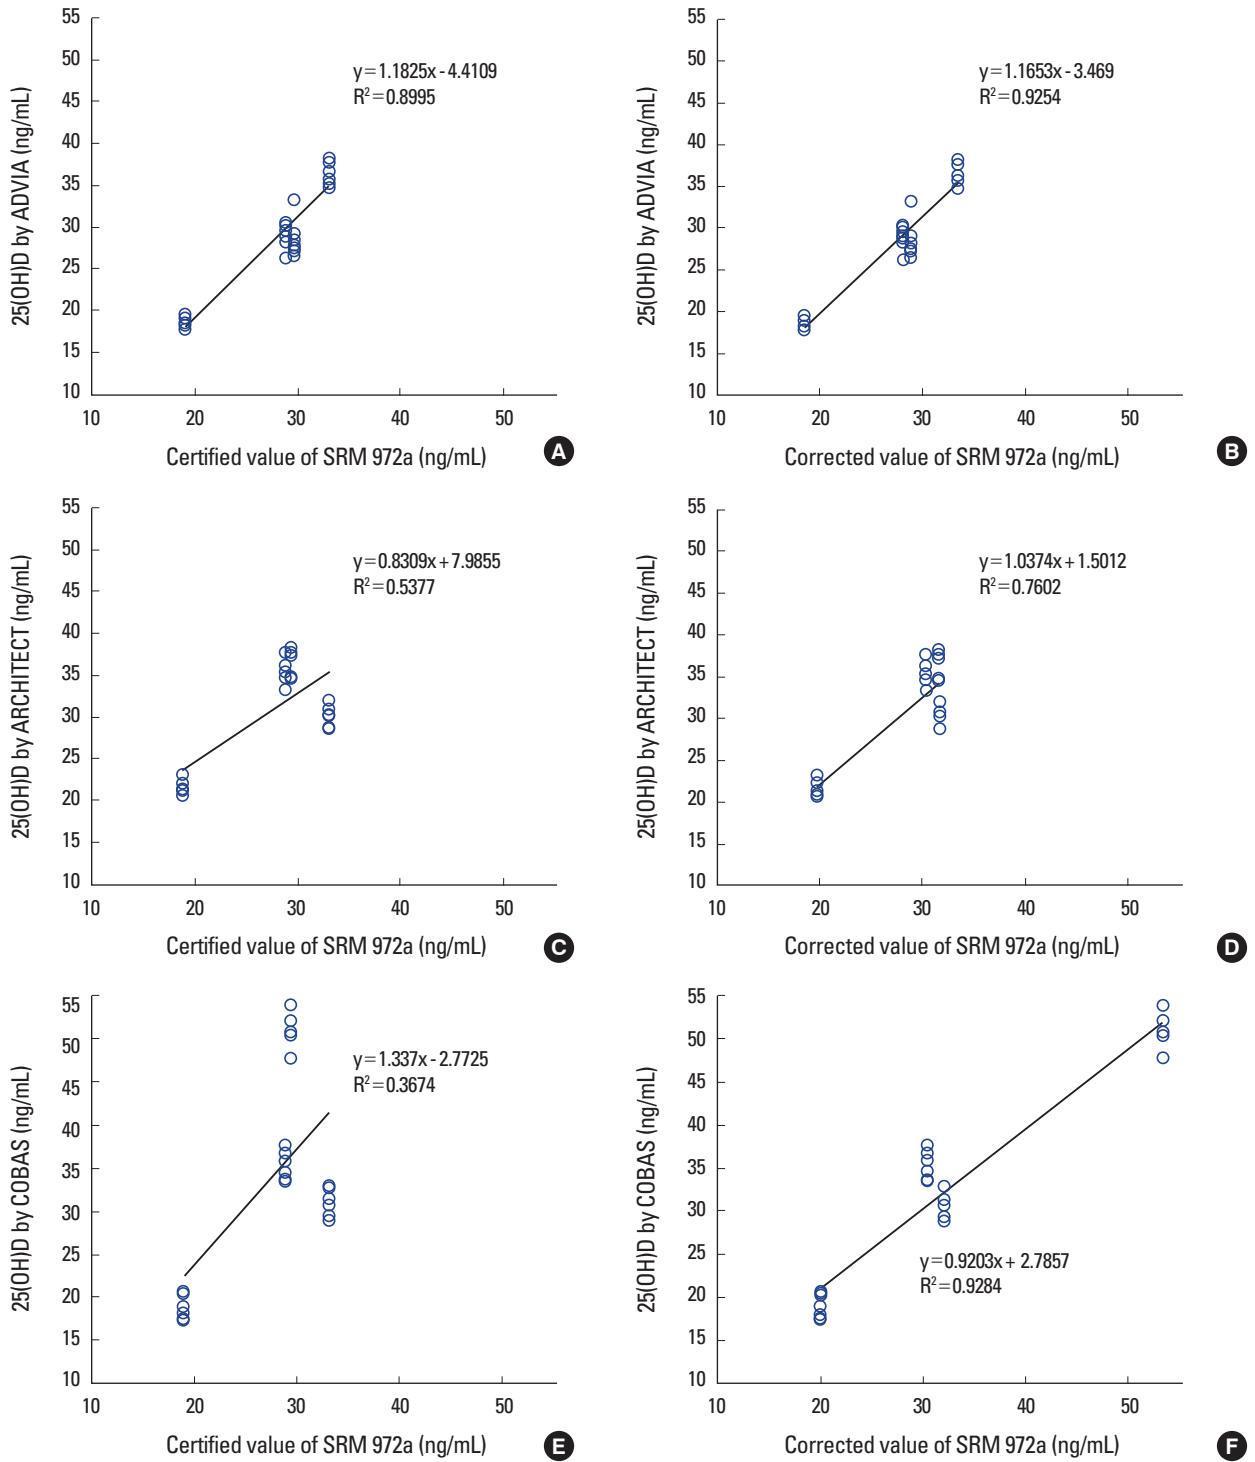 55
50
45
40
35
30
25
20
15
10
25(OH)D by ADVIA (ng/mL)
y=1.1825x-4.4109
R²=0.8995
10 20 30 40 50
Certified value of SRM 972a (ng/mL)
A
55
50
45
40
35
30
25
20
15
10
25(OH)D by ADVIA (ng/mL)
y=1.1653x-3.469
R²=0.9254
10 20 30 40 50
Corrected value of SRM 972a (ng/mL)
B
55
50
45
40
35
30
25
20
15
10
25(OH)D by ARCHITECT (ng/mL)
y=0.8309x+7.9855
R²=0.5377
10 20 30 40 50
Certified value of SRM 972a (ng/mL)
C
55
50
45
40
35
30
25
20
15
10
25(OH)D by ARCHITECT (ng/mL)
y=1.0374x+1.5012
R²=0.7602
10 20 30 40 50
Corrected value of SRM 972a (ng/mL)
D
55
50
45
40
35
30
25
20
15
10
25(OH)D by COBAS (ng/mL)
y=1.337x-2.7725
R²=0.3674
10 20 30 40 50
Certified value of SRM 972a (ng/mL)
E
55
50
45
40
35
30
25
20
15
10
25(OH)D by COBAS (ng/mL)
y=0.9203x+ 2.7857
R²=0.9284
10 20 30 40 50
Corrected value of SRM 972a (ng/mL)
F